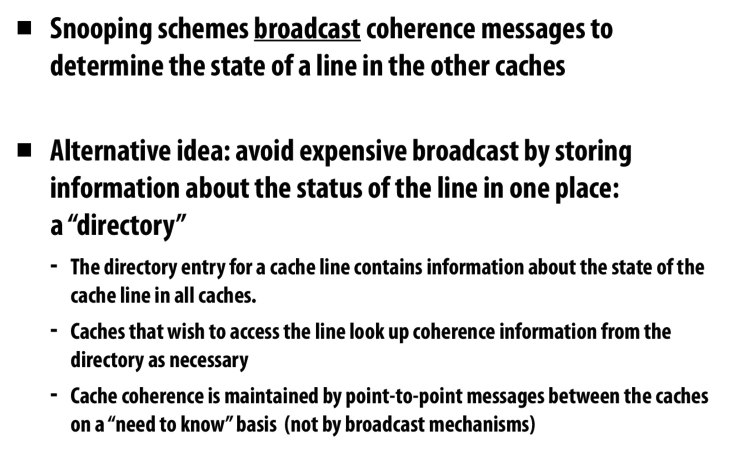 ■ Snooping schemes broadcast coherence messages to
determine the state of a line in the other caches
■ Alternative idea: avoid expensive broadcast by storing
information about the status of the line in one place:
a “directory”
- The directory entry for a cache line contains information about the state of the
cache line in all caches.
- Caches that wish to access the line look up coherence information from the
directory as necessary
- Cache coherence is maintained by point-to-point messages between the caches
on a “need to know” basis (not by broadcast mechanisms)